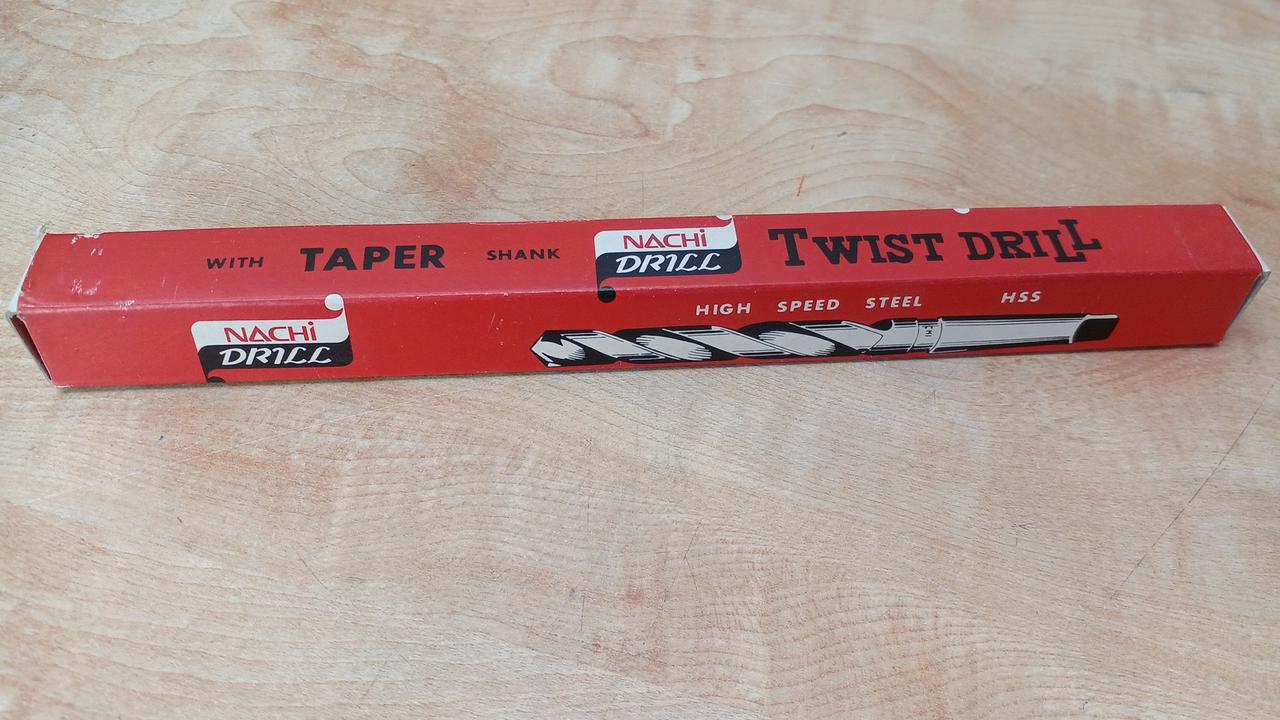 WITH TAPER SHANK NACHi DRILL TWIST DRILL
NACHi DRILL
HIGH SPEED STEEL HSS